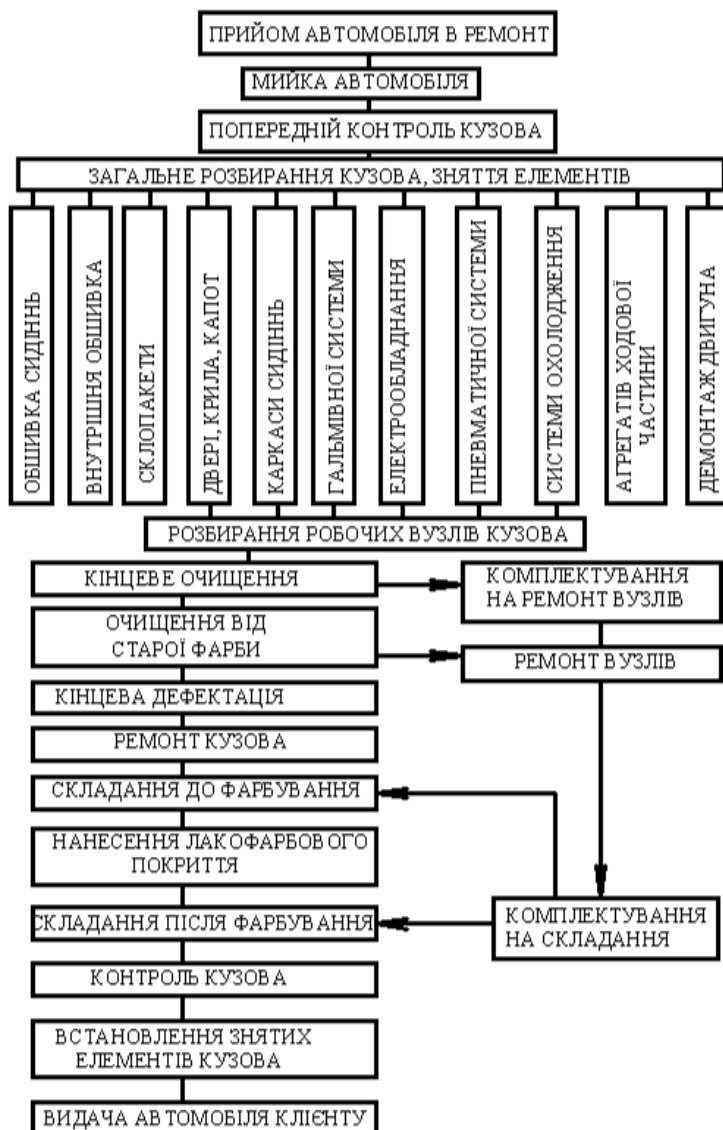 ПРИЙОМ АВТОМОБІЛЯ В РЕМОНТ
МИЙКА АВТОМОБІЛЯ
ПОПЕРЕДНІЙ КОНТРОЛЬ КУЗОВА
ЗАГАЛЬНЕ РОЗБИРАННЯ КУЗОВА, ЗНЯТТЯ ЕЛЕМЕНТІВ
ОБШИВКА СИДІННЬ
ВНУТРІШНЯ ОБШИВКА
СКЛОПАКЕТИ
ДВЕРІ, КРИЛА, КАПОТ
КАРКАСИ СИДІННЬ
ГАЛЬМІВНОЇ СИСТЕМИ
ЕЛЕКТРООБЛАДНАННЯ
ПНЕВМАТИЧНОЇ СИСТЕМИ
СИСТЕМИ ОХОЛОДЖЕННЯ
АГРЕГАТІВ ХОДОВОЇ
ЧАСТИНИ
ДЕМОНТАЖ ДВИГУНА
РОЗБИРАННЯ РОБОЧИХ ВУЗЛІВ КУЗОВА
КІНЦЕВЕ ОЧИЩЕННЯ
КОМПЛЕКТУВАННЯ
НА РЕМОНТ ВУЗЛІВ
ОЧИЩЕННЯ ВІД
СТАРОЇ ФАРБИ
РЕМОНТ ВУЗЛІВ
КІНЦЕВА ДЕФЕКТАЦІЯ
РЕМОНТ КУЗОВА
СКЛАДАННЯ ДО ФАРБУВАННЯ
НАНЕСЕННЯ ЛАКОФАРБОВОГО
ПОКРИТТЯ
СКЛАДАННЯ ПІСЛЯ ФАРБУВАННЯ
КОМПЛЕКТУВАННЯ
НА СКЛАДАННЯ
КОНТРОЛЬ КУЗОВА
ВСТАНОВЛЕННЯ ЗНЯТИХ
ЕЛЕМЕНТІВ КУЗОВА
ВИДАЧА АВТОМОБІЛЯ КЛІЄНТУ